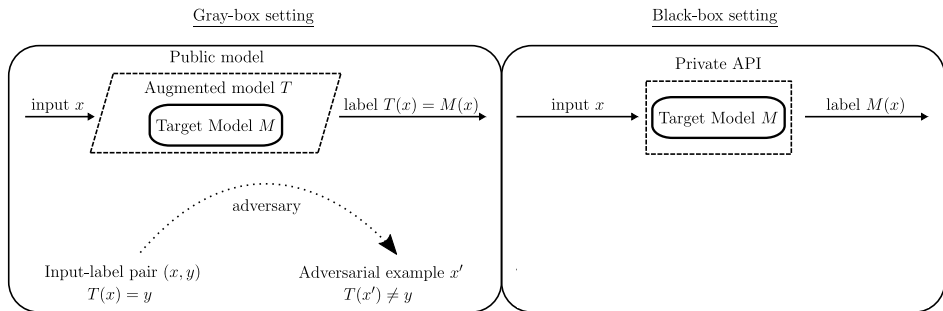 Gray-box setting
Public model
Augmented model T
input x
Target Model M
label T(x) = M(x)
adversary
Input-label pair (x, y)
T(x) = y
Adversarial example x′
T(x′) ≠ y
Black-box setting
Private API
input x
Target Model M
label M(x)